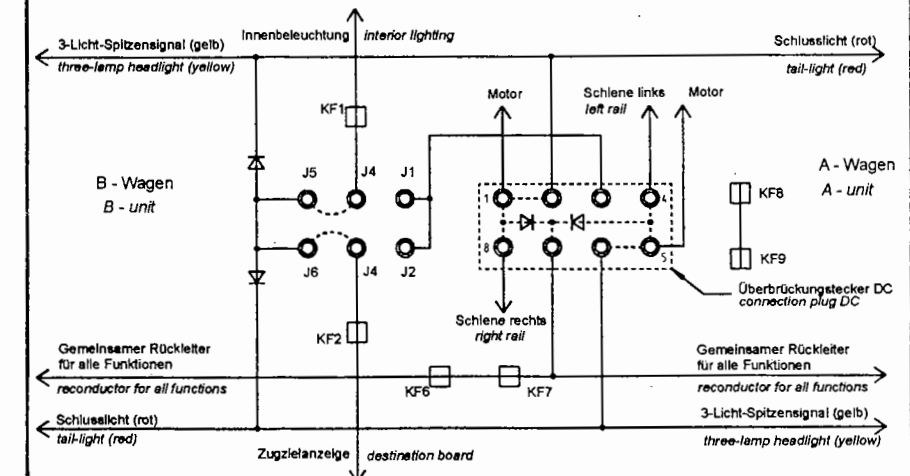 Innenbeleuchtung interior lighting
3-Licht-Spitzensignal (gelb)
three-lamp headlight (yellow)
Schlusslicht (rot)
tail-light (red)
KF1
Motor
Schiene links
left rail
Motor
B - Wagen
B - unit
J5 J4 J1
1 4
A - Wagen
A - unit
KF8
J6 J4 J2
8 5
KF9
Überbrückungstecker DC
connection plug DC
KF2
Schiene rechts
right rail
Gemeinsamer Rückleiter
für alle Funktionen
reconductor for all functions
KF6 KF7
Gemeinsamer Rückleiter
für alle Funktionen
reconductor for all functions
Schlusslicht (rot)
tail-light (red)
3-Licht-Spitzensignal (gelb)
three-lamp headlight (yellow)
Zugzielanzeige destination board